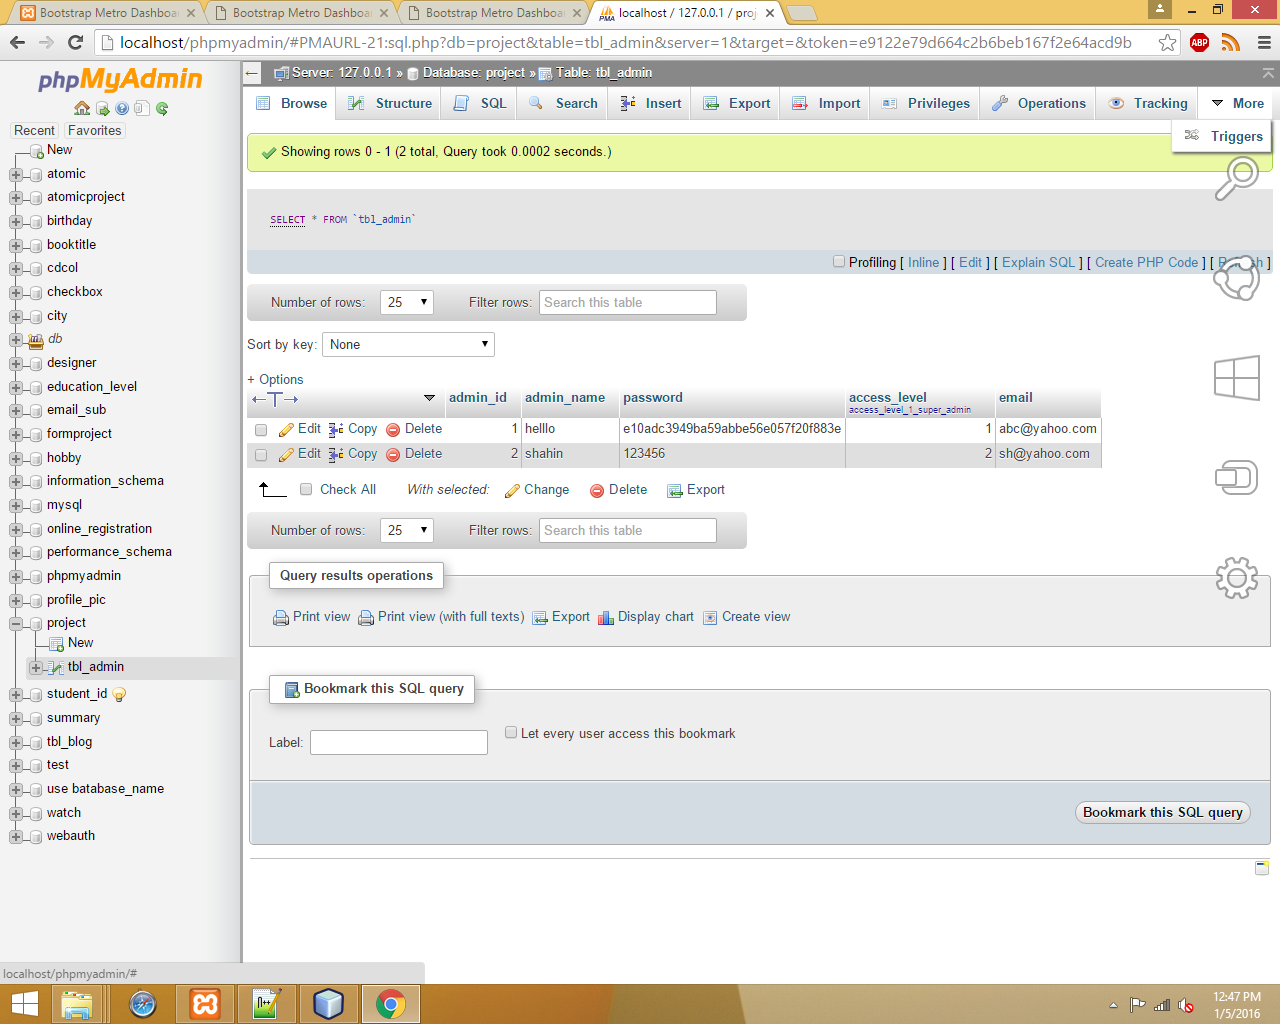 Bootstrap Metro Dashboa
Bootstrap Metro Dashboa
Bootstrap Metro Dashboa
localhost / 127.0.0.1 / proj
localhost/phpmyadmin/#PMAURL-21:sql.php?db=project&table=tbl_admin&server=1&target=&token=e9122e79d664c2b6beb167f2e64acd9b
ABP
phpMyAdmin
Recent Favorites
New
atomic
atomicproject
birthday
booktitle
cdcol
checkbox
city
db
designer
education_level
email_sub
formproject
hobby
information_schema
mysql
online_registration
performance_schema
phpmyadmin
profile_pic
project
New
tbl_admin
student_id
summary
tbl_blog
test
use batabase_name
watch
webauth
localhost/phpmyadmin/#
Server: 127.0.0.1 » Database: project » Table: tbl_admin
Browse Structure SQL Search Insert Export Import Privileges Operations Tracking More
Triggers
Showing rows 0 - 1 (2 total, Query took 0.0002 seconds.)
SELECT * FROM `tbl_admin`
Profiling [ Inline ] [ Edit ] [ Explain SQL ] [ Create PHP Code ] [ Refresh ]
Number of rows: 25 Filter rows: Search this table
Sort by key: None
+ Options
admin_id admin_name password access_level email
access_level_1_super_admin
Edit Copy Delete 1 helllo e10adc3949ba59abbe56e057f20f883e 1 abc@yahoo.com
Edit Copy Delete 2 shahin 123456 2 sh@yahoo.com
Check All With selected: Change Delete Export
Number of rows: 25 Filter rows: Search this table
Query results operations
Print view Print view (with full texts) Export Display chart Create view
Bookmark this SQL query
Label: Let every user access this bookmark
Bookmark this SQL query
12:47 PM
1/5/2016